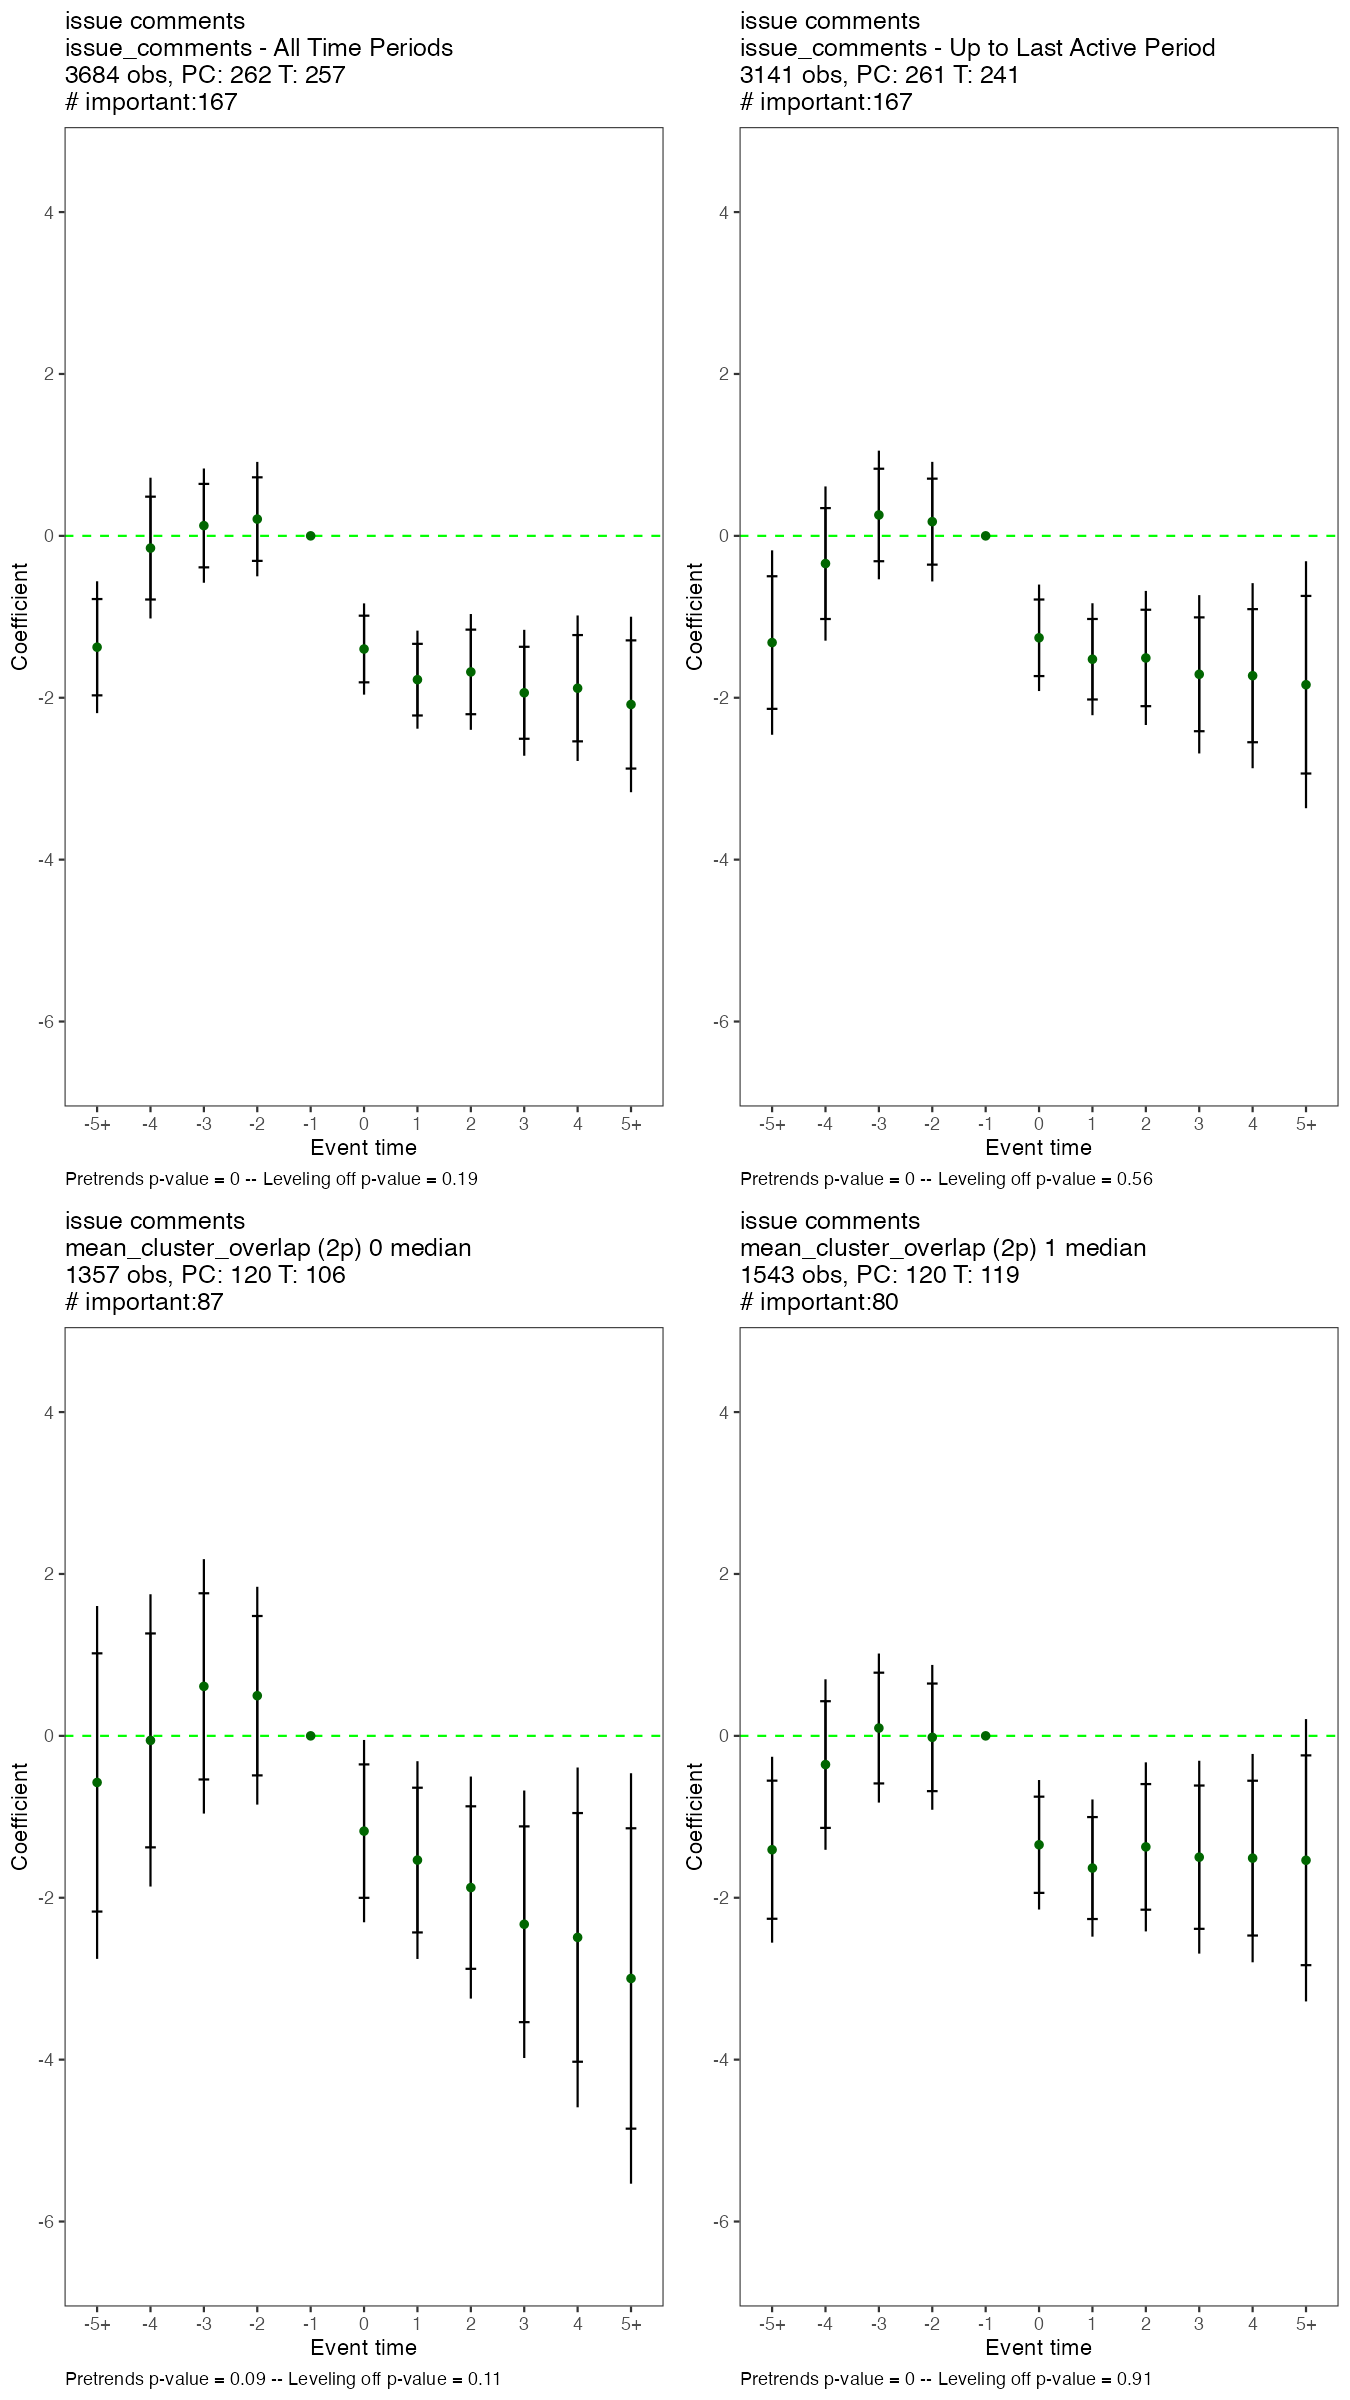 issue comments
issue_comments - All Time Periods
3684 obs, PC: 262 T: 257
# important:167
4
2
0
-2
-4
-6
Coefficient
-5+ -4 -3 -2 -1 0 1 2 3 4 5+
Event time
Pretrends p-value = 0 -- Leveling off p-value = 0.19
issue comments
issue_comments - Up to Last Active Period
3141 obs, PC: 261 T: 241
# important:167
4
2
0
-2
-4
-6
Coefficient
-5+ -4 -3 -2 -1 0 1 2 3 4 5+
Event time
Pretrends p-value = 0 -- Leveling off p-value = 0.56
issue comments
mean_cluster_overlap (2p) 0 median
1357 obs, PC: 120 T: 106
# important:87
4
2
0
-2
-4
-6
Coefficient
-5+ -4 -3 -2 -1 0 1 2 3 4 5+
Event time
Pretrends p-value = 0.09 -- Leveling off p-value = 0.11
issue comments
mean_cluster_overlap (2p) 1 median
1543 obs, PC: 120 T: 119
# important:80
4
2
0
-2
-4
-6
Coefficient
-5+ -4 -3 -2 -1 0 1 2 3 4 5+
Event time
Pretrends p-value = 0 -- Leveling off p-value = 0.91